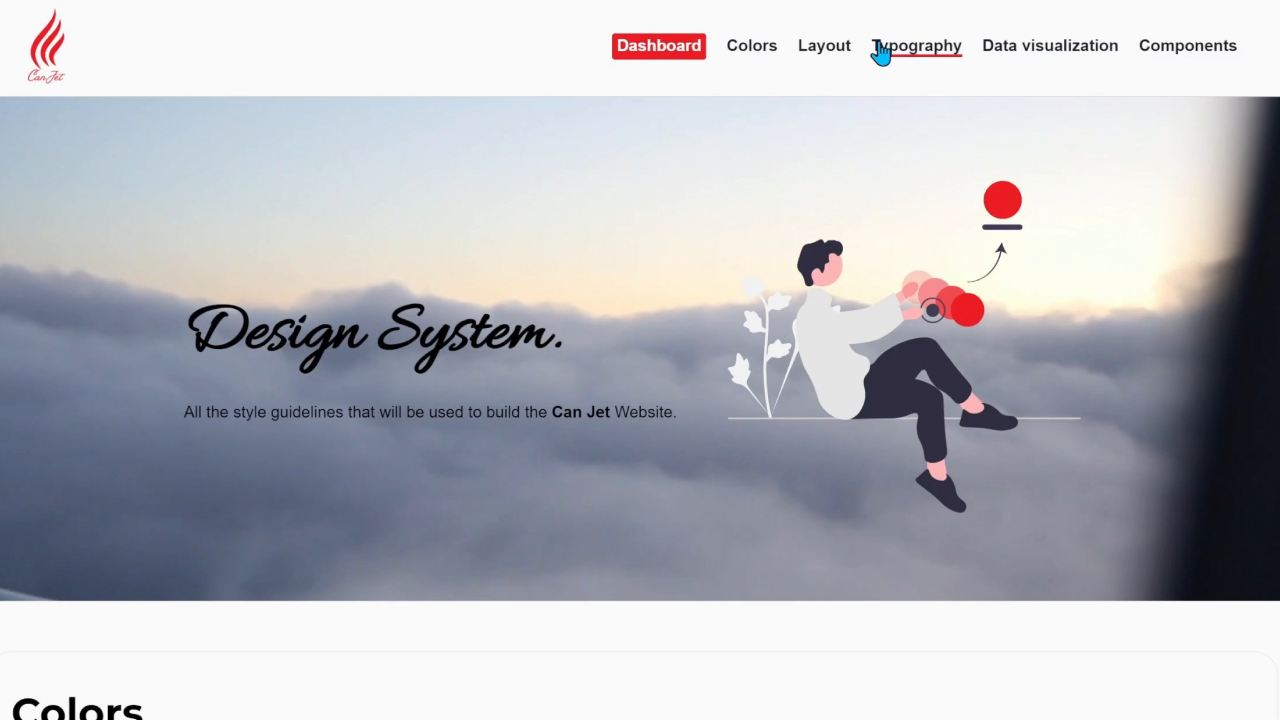 Can Jet
Dashboard Colors Layout Typography Data visualization Components
Design System.
All the style guidelines that will be used to build the Can Jet Website.
Colors